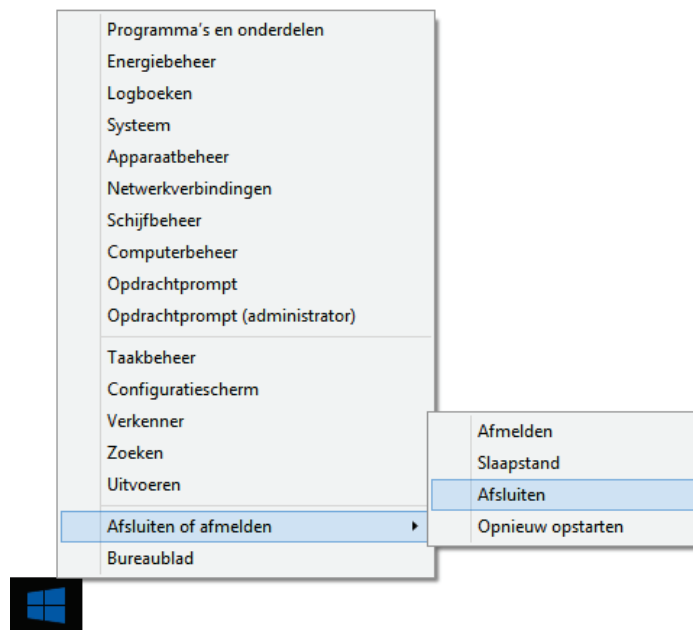 Programma's en onderdelen
Energiebeheer
Logboeken
Systeem
Apparaatbeheer
Netwerkverbindingen
Schijfbeheer
Computerbeheer
Opdrachtprompt
Opdrachtprompt (administrator)
Taakbeheer
Configuratiescherm
Verkenner
Zoeken
Uitvoeren
Afsluiten of afmelden
Bureaublad
Afmelden
Slaapstand
Afsluiten
Opnieuw opstarten